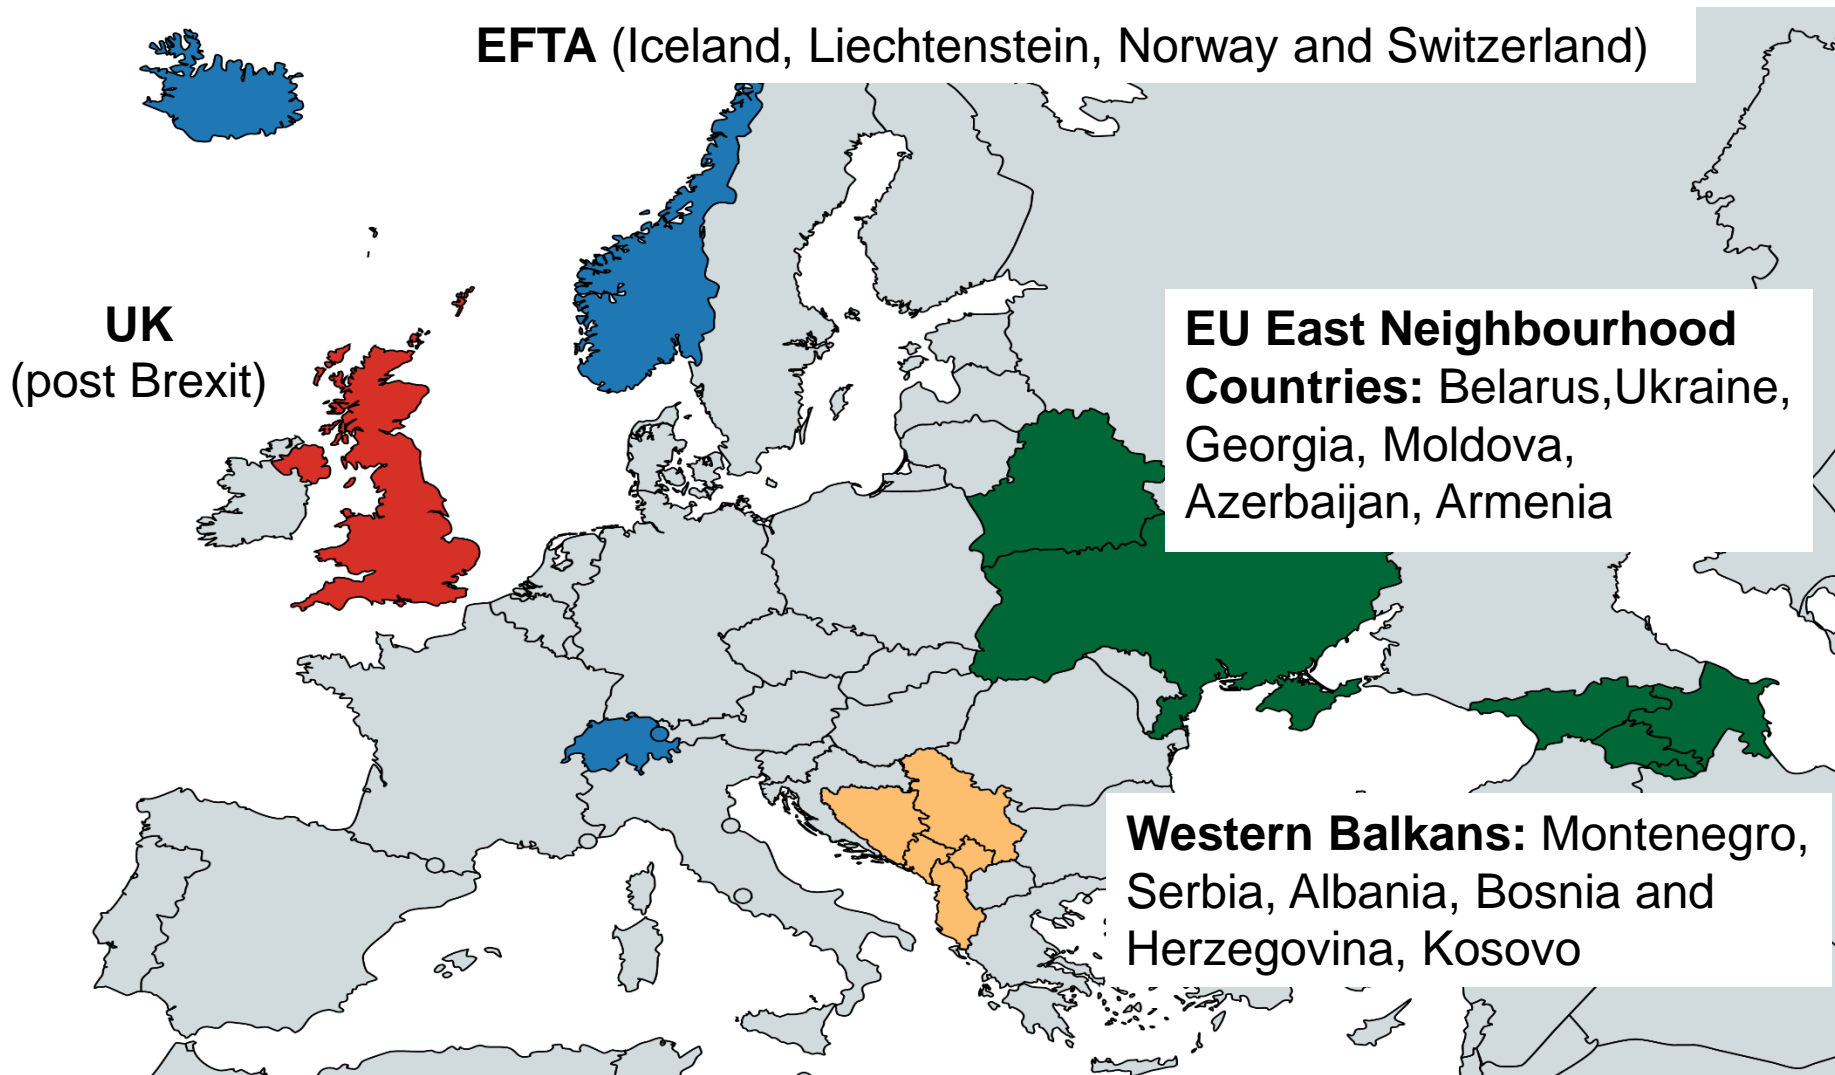 EFTA (Iceland, Liechtenstein, Norway and Switzerland)
UK
(post Brexit)
EU East Neighbourhood
Countries: Belarus,Ukraine,
Georgia, Moldova,
Azerbaijan, Armenia
Western Balkans: Montenegro,
Serbia, Albania, Bosnia and
Herzegovina, Kosovo